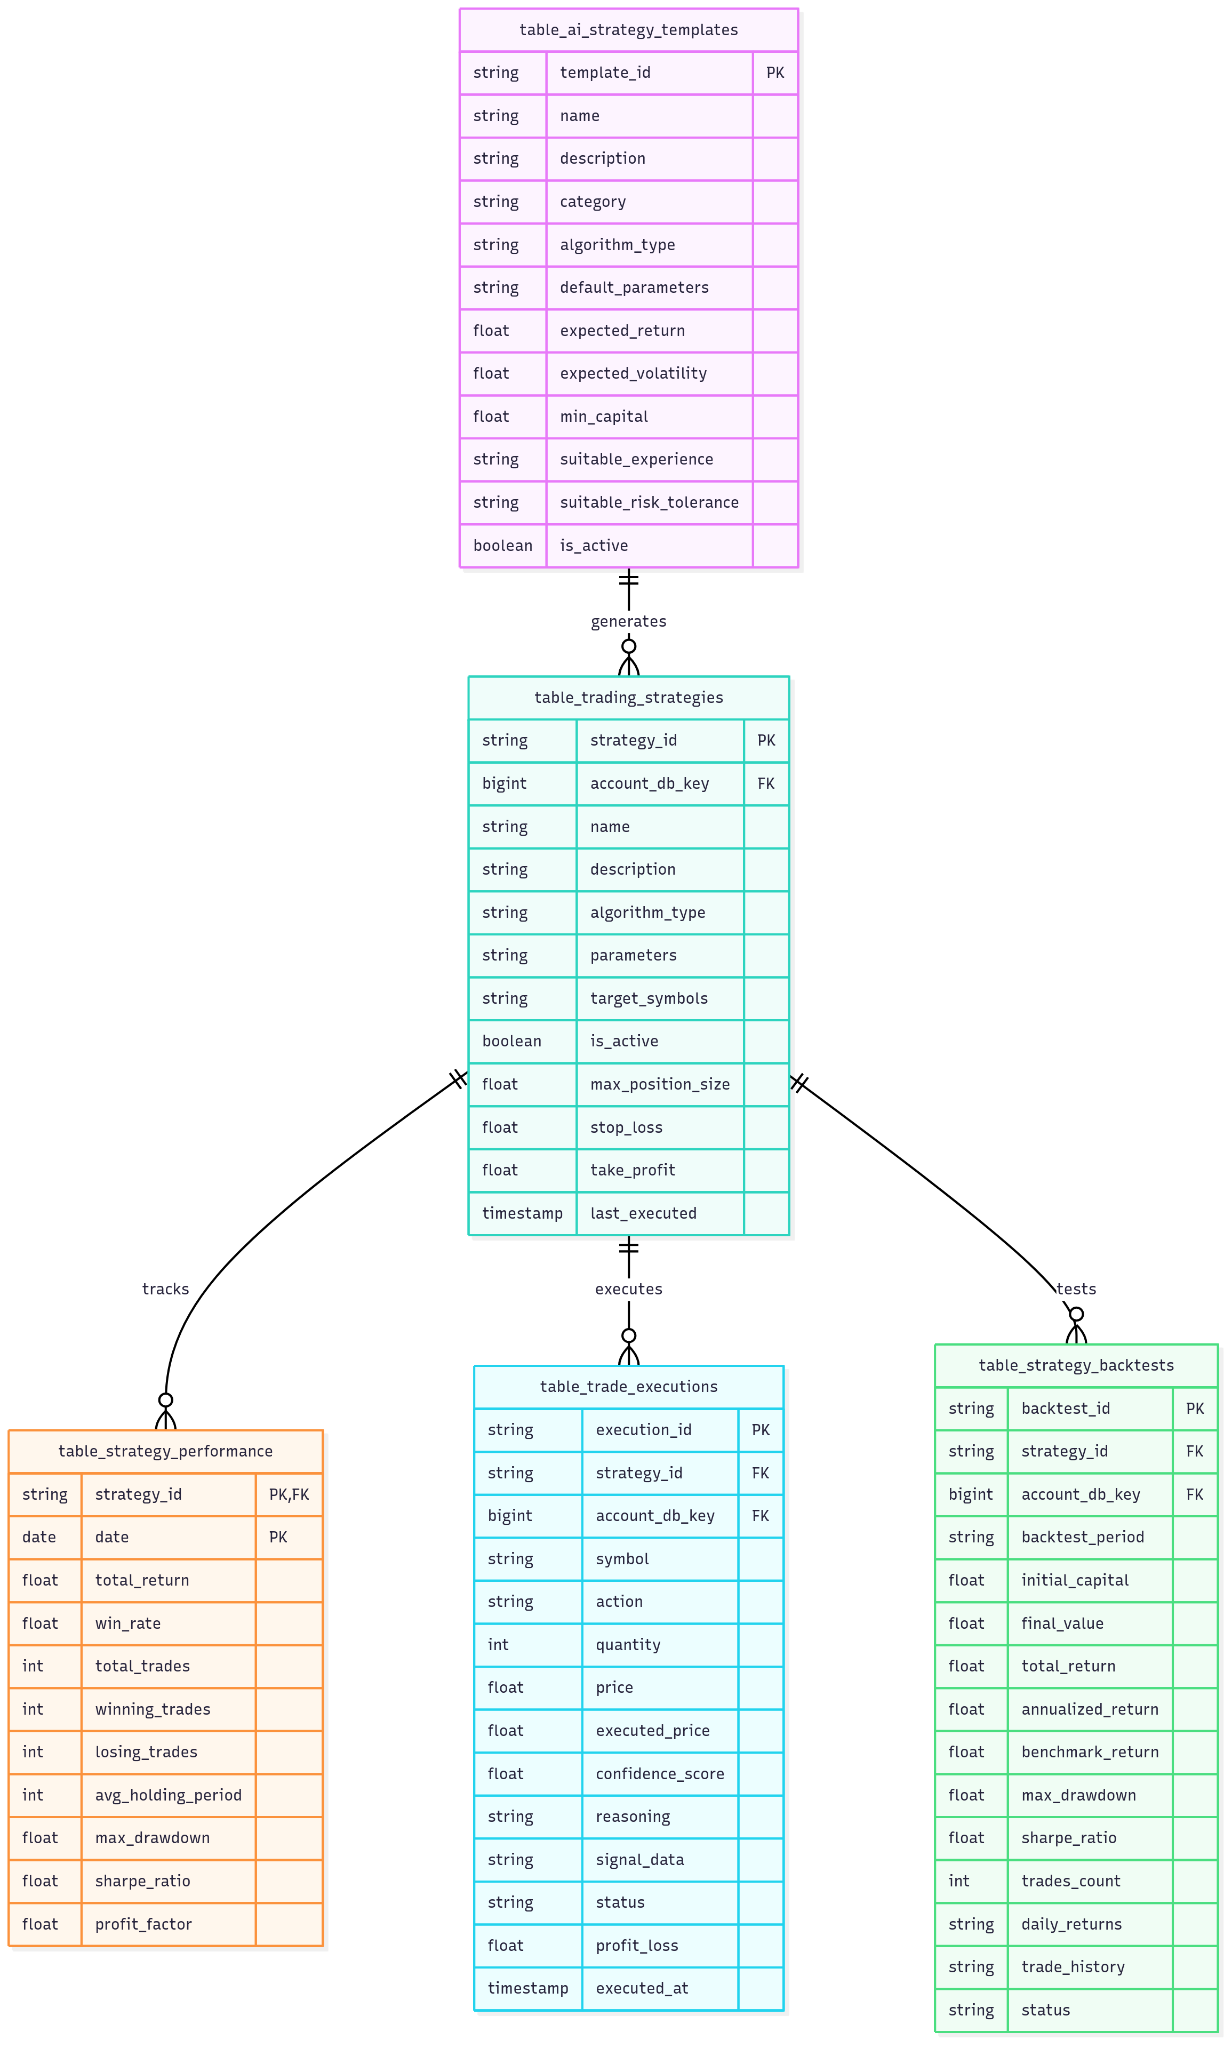 table_ai_strategy_templates
string template_id PK
string name
string description
string category
string algorithm_type
string default_parameters
float expected_return
float expected_volatility
float min_capital
string suitable_experience
string suitable_risk_tolerance
boolean is_active
generates
table_trading_strategies
string strategy_id PK
bigint account_db_key FK
string name
string description
string algorithm_type
string parameters
string target_symbols
boolean is_active
float max_position_size
float stop_loss
float take_profit
timestamp last_executed
tracks
executes
tests
table_strategy_performance
string strategy_id PK,FK
date date PK
float total_return
float win_rate
int total_trades
int winning_trades
int losing_trades
int avg_holding_period
float max_drawdown
float sharpe_ratio
float profit_factor
table_trade_executions
string execution_id PK
string strategy_id FK
bigint account_db_key FK
string symbol
string action
int quantity
float price
float executed_price
float confidence_score
string reasoning
string signal_data
string status
float profit_loss
timestamp executed_at
table_strategy_backtests
string backtest_id PK
string strategy_id FK
bigint account_db_key FK
string backtest_period
float initial_capital
float final_value
float total_return
float annualized_return
float benchmark_return
float max_drawdown
float sharpe_ratio
int trades_count
string daily_returns
string trade_history
string status